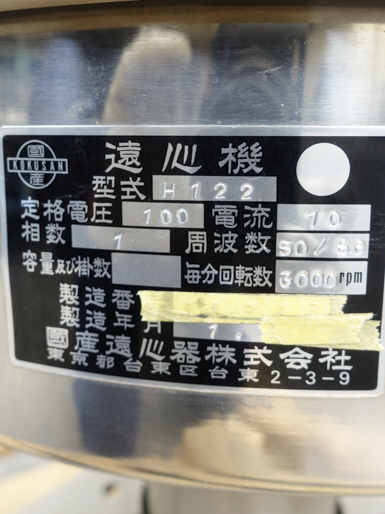 國
KOKUSAN
産
遠心機
型式 H122
定格電圧 100 電流 10
相数 1 周波数 50/60
容量及び掛数 毎分回転数 3000rpm
製造番
製造年 月 1.
國産遠心器株式会社
東京都台東区台東2-3-9